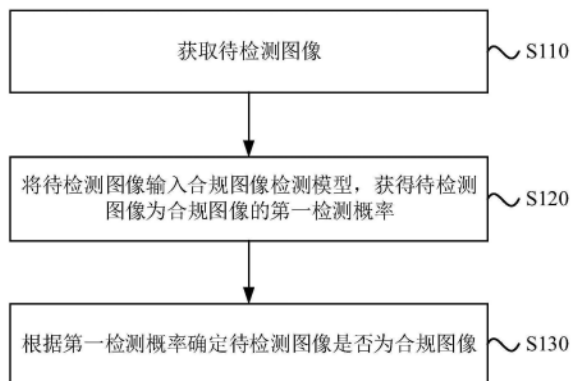 获取待检测图像
S110
将待检测图像输入合规图像检测模型，获得待检测
图像为合规图像的第一检测概率
S120
根据第一检测概率确定待检测图像是否为合规图像
S130